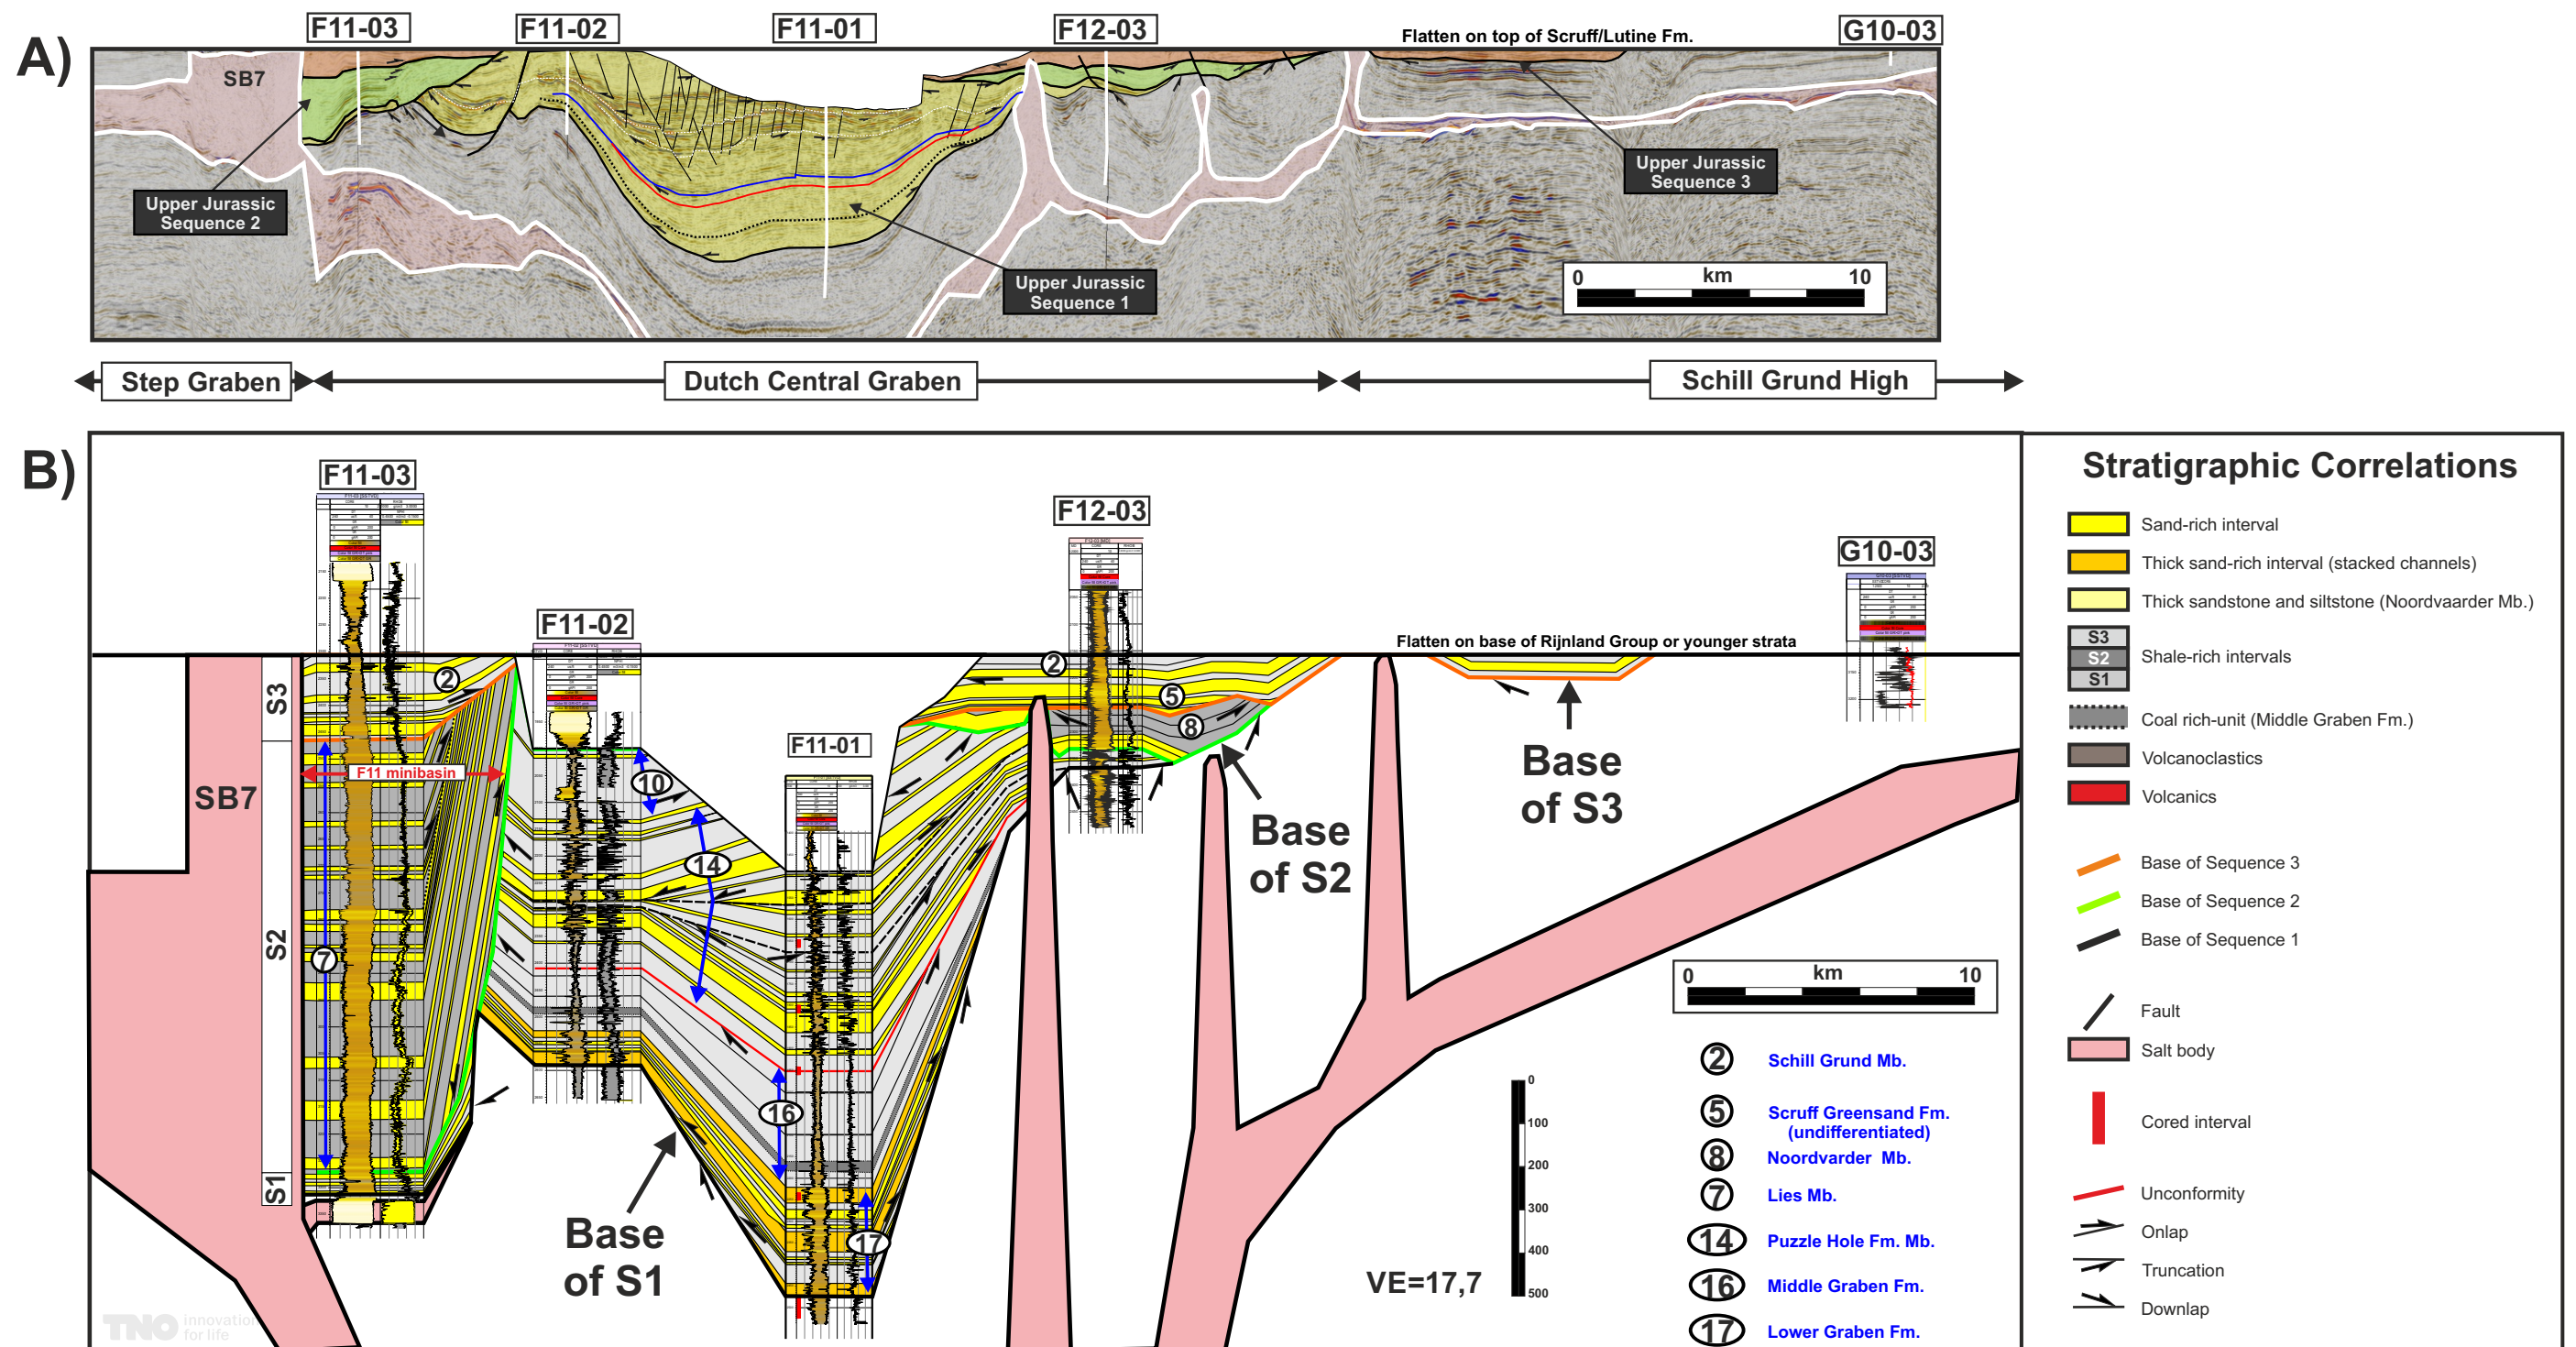 A)
F11-03
F11-02
F11-01
F12-03
Flatten on top of Scruff/Lutine Fm.
G10-03
SB7
Upper Jurassic
Sequence 2
Upper Jurassic
Sequence 1
Upper Jurassic
Sequence 3
0 km 10
Step Graben
Dutch Central Graben
Schill Grund High
B)
F11-03
F11-02
F11-01
F12-03
G10-03
Flatten on base of Rijnland Group or younger strata
SB7
S3
S2
S1
F11 minibasin
2
7
10
14
16
17
2
5
8
Base
of S1
Base
of S2
Base
of S3
0 km 10
0
100
200
300
400
500
VE=17,7
2 Schill Grund Mb.
5 Scruff Greensand Fm.
(undifferentiated)
8 Noordvarder Mb.
7 Lies Mb.
14 Puzzle Hole Fm. Mb.
16 Middle Graben Fm.
17 Lower Graben Fm.
TNO innovation
for life
Stratigraphic Correlations
Sand-rich interval
Thick sand-rich interval (stacked channels)
Thick sandstone and siltstone (Noordvaarder Mb.)
S3
S2
S1
Shale-rich intervals
Coal rich-unit (Middle Graben Fm.)
Volcanoclastics
Volcanics
Base of Sequence 3
Base of Sequence 2
Base of Sequence 1
Fault
Salt body
Cored interval
Unconformity
Onlap
Truncation
Downlap